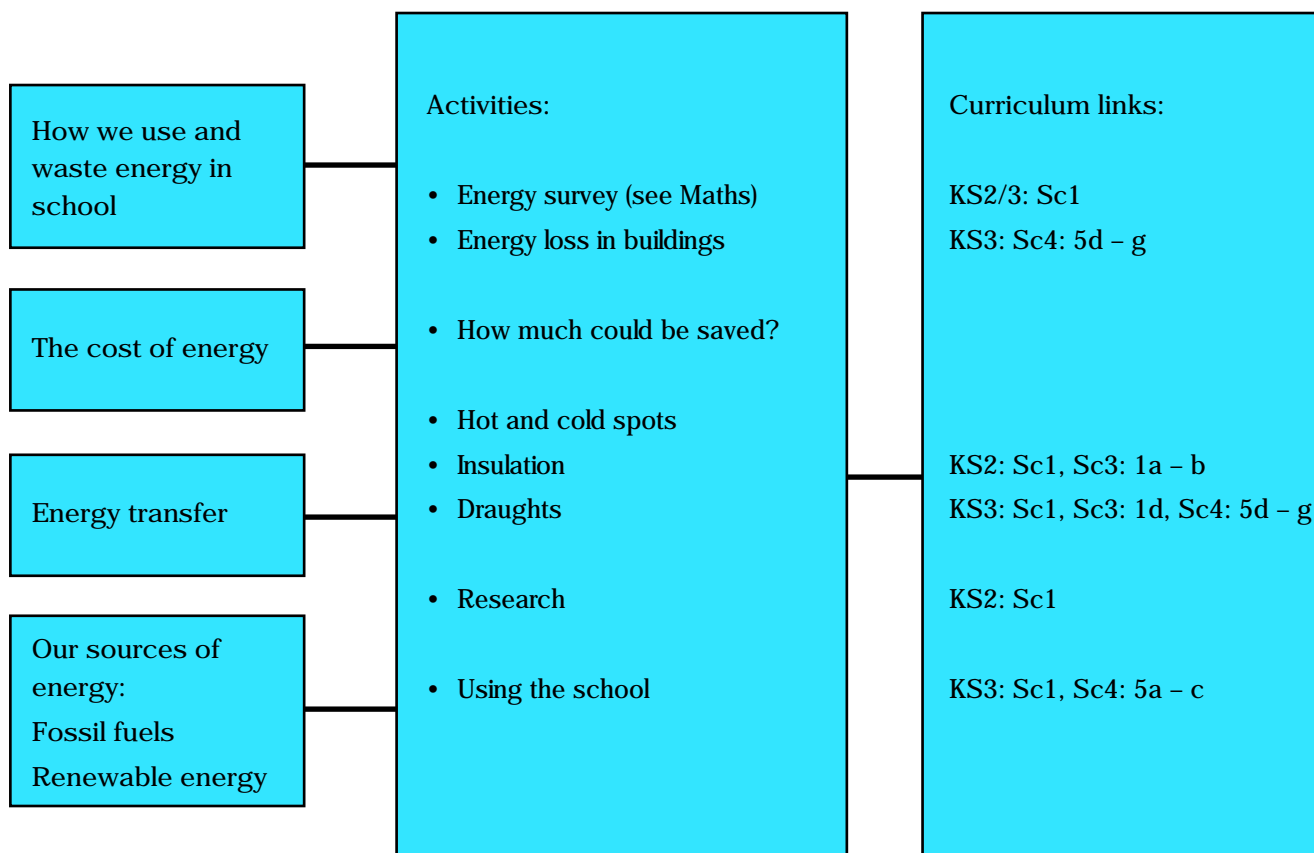 How we use and
waste energy in
school
The cost of energy
Energy transfer
Our sources of
energy:
Fossil fuels
Renewable energy
Activities:
• Energy survey (see Maths)
• Energy loss in buildings
• How much could be saved?
• Hot and cold spots
• Insulation
• Draughts
• Research
• Using the school
Curriculum links:
KS2/3: Sc1
KS3: Sc4: 5d – g
KS2: Sc1, Sc3: 1a – b
KS3: Sc1, Sc3: 1d, Sc4: 5d – g
KS2: Sc1
KS3: Sc1, Sc4: 5a – c